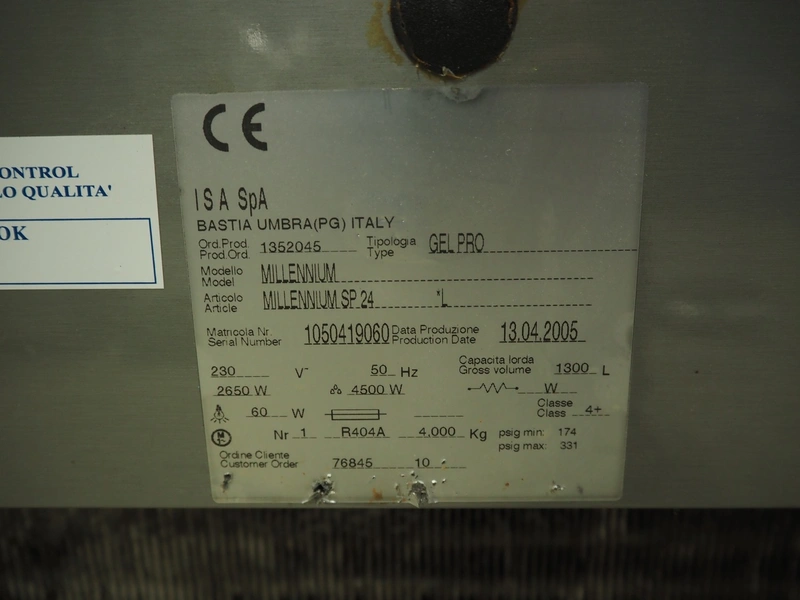 CE
ONTROL
LO QUALITA'
OK
ISA SpA
BASTIA UMBRA(PG) ITALY
Ord.Prod. Prod.Ord. 1352045 Tipologia Type GEL PRO
Modello Model MILLENNIUM
Articolo Article MILLENNIUM SP 24 *L
Matricola Nr. Serial Number 1050419060 Data Produzione Production Date 13.04.2005
230 V~ 50 Hz Capacita lorda Gross volume 1300 L
2650 W 4500 W W
60 W Classe Class 4+
Nr 1 R404A 4,000 Kg psig min: 174
psig max: 331
Ordine Cliente Customer Order 76845 10